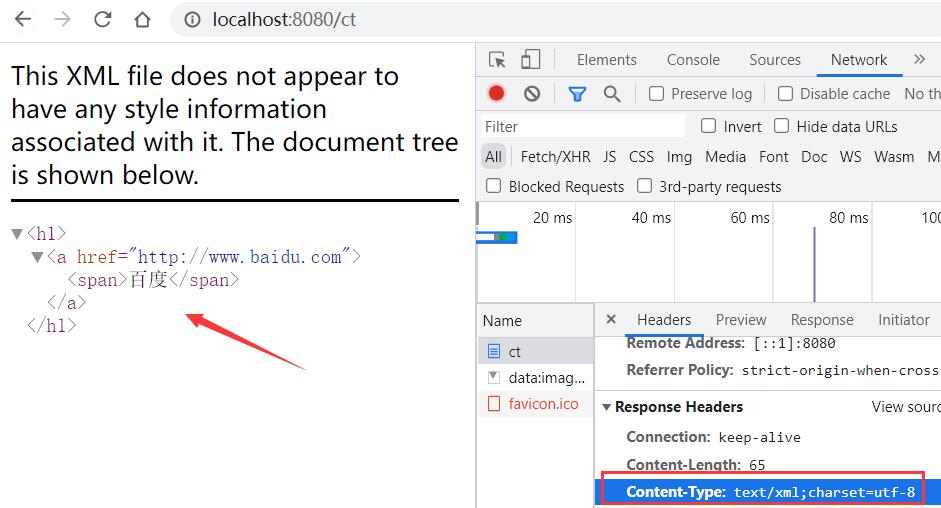 localhost:8080/ct
This XML file does not appear to
have any style information
associated with it. The document tree
is shown below.
<h1>
<a href="http://www.baidu.com">
<span>百度</span>
</a>
</h1>
Elements Console Sources Network »
Preserve log Disable cache No th
Filter Invert Hide data URLs
All Fetch/XHR JS CSS Img Media Font Doc WS Wasm M
Blocked Requests 3rd-party requests
20 ms 40 ms 60 ms 80 ms 100
Name × Headers Preview Response Initiator
ct
data:imag...
favicon.ico
Remote Address: [::1]:8080
Referrer Policy: strict-origin-when-cross
Response Headers View sourc
Connection: keep-alive
Content-Length: 65
Content-Type: text/xml;charset=utf-8